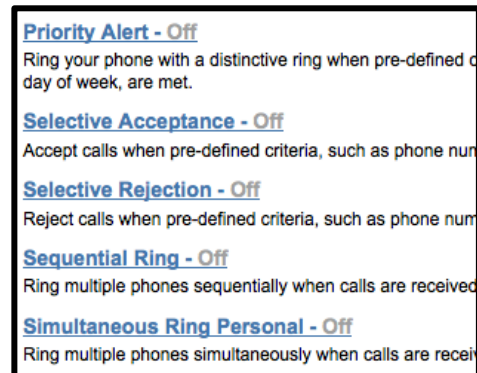 Priority Alert - Off
Ring your phone with a distinctive ring when pre-defined
day of week, are met.
Selective Acceptance - Off
Accept calls when pre-defined criteria, such as phone
Selective Rejection - Off
Reject calls when pre-defined criteria, such as phone
Sequential Ring - Off
Ring multiple phones sequentially when calls are received
Simultaneous Ring Personal - Off
Ring multiple phones simultaneously when calls are